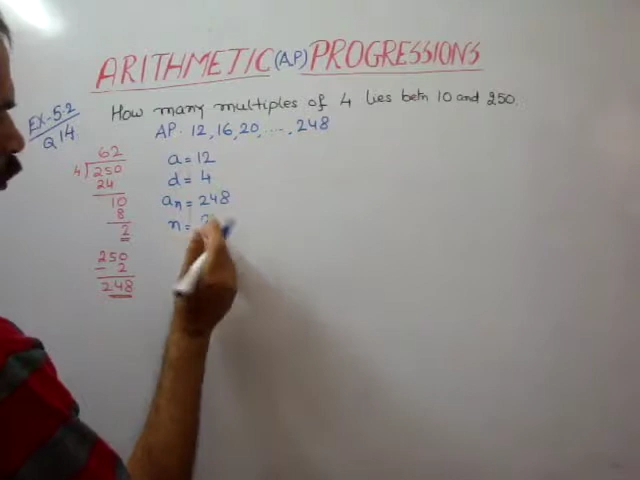 ARITHMETIC (A.P) PROGRESSIONS
EX-5.2
Q 14
How many multiples of 4 lies betn 10 and 250.
AP. 12, 16, 20, ...., 248
a = 12
d = 4
an = 248
n =
62
4) 250
24
10
8
2
250
- 2
248